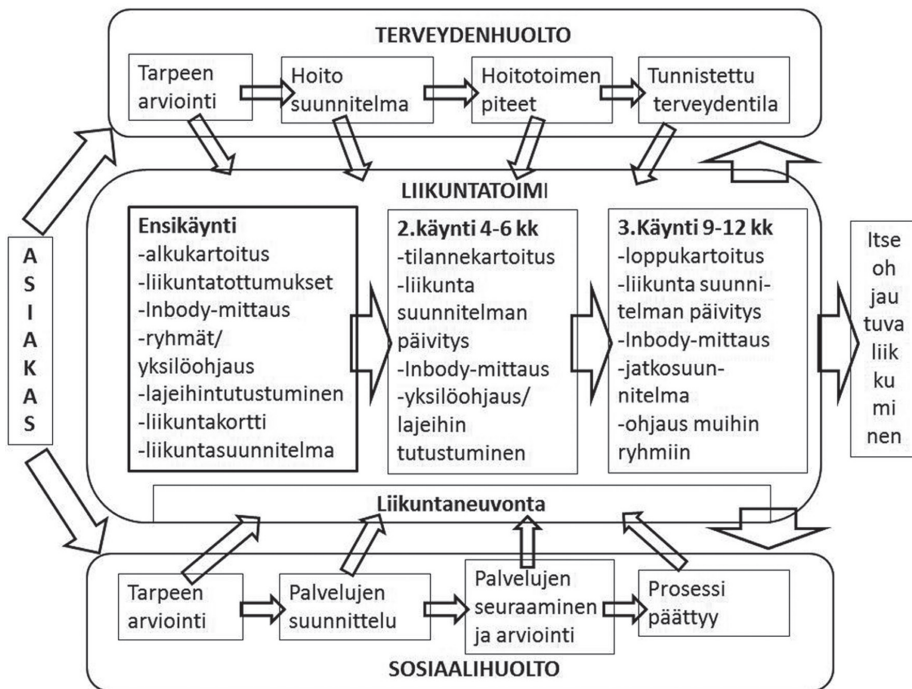 TERVEYDENHUOLTO
Tarpeen
arviointi
Hoito
suunnitelma
Hoitotoimen
piteet
Tunnistettu
terveydentila
A
S
I
A
K
A
S
LIIKUNTATOIMI
Ensikäynti
-alkukartoitus
-liikuntatottumukset
-Inbody-mittaus
-ryhmät/
yksilöohjaus
-lajeihintutustuminen
-liikuntakortti
-liikuntasuunnitelma
2.käynti 4-6 kk
-tilannekartoitus
-liikunta
suunnitelman
päivitys
-Inbody-mittaus
-yksilöohjaus/
lajeihin
tutustuminen
3.Käynti 9-12 kk
-loppukartoitus
-liikunta suunni-
telman päivitys
-Inbody-mittaus
-jatkosuun-
nitelma
-ohjaus muihin
ryhmiin
Itse
oh
jau
tuva
liik
ku
mi
nen
Liikuntaneuvonta
Tarpeen
arviointi
Palvelujen
suunnittelu
Palvelujen
seuraaminen
ja arviointi
Prosessi
päättyy
SOSIAALIHUOLTO